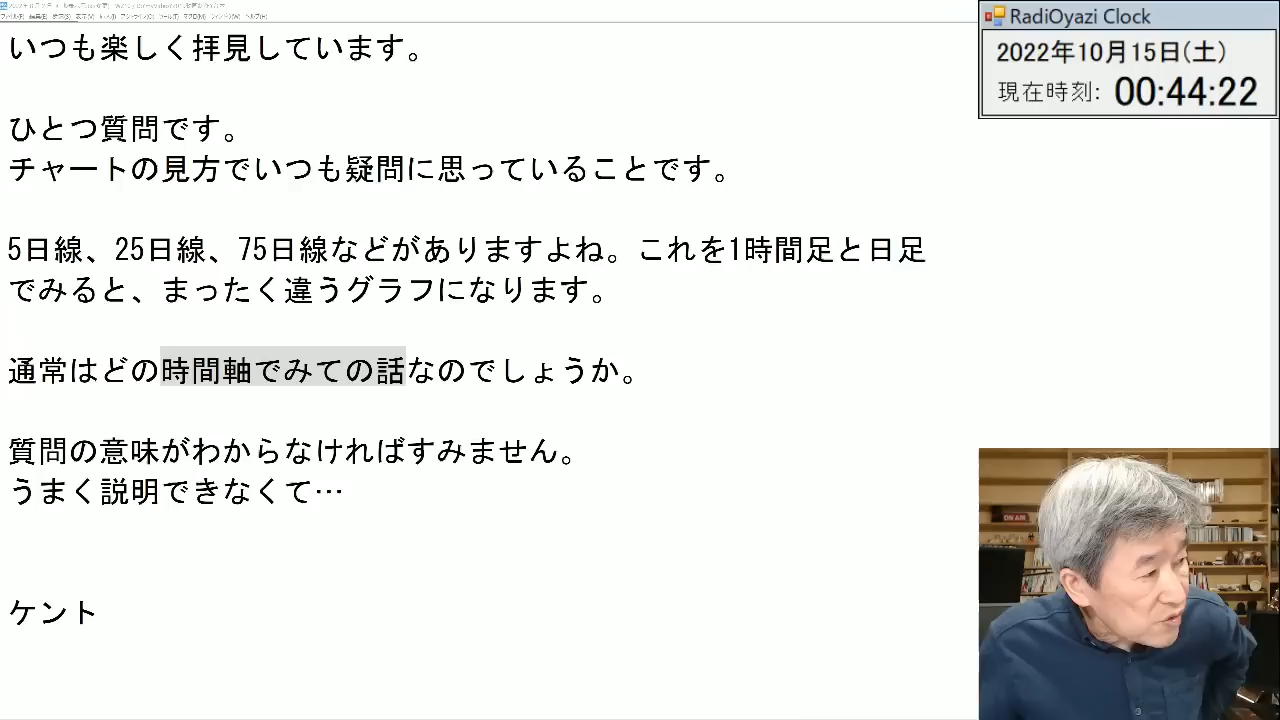 いつも楽しく拝見しています。
ひとつ質問です。
チャートの見方でいつも疑問に思っていることです。
5日線、25日線、75日線などがありますよね。これを1時間足と日足
でみると、まったく違うグラフになります。
通常はどの時間軸でみての話なのでしょうか。
質問の意味がわからなければすみません。
うまく説明できなくて…
ケント
RadiOyazi Clock
2022年10月15日(土)
現在時刻: 00:44:22
ON AIR